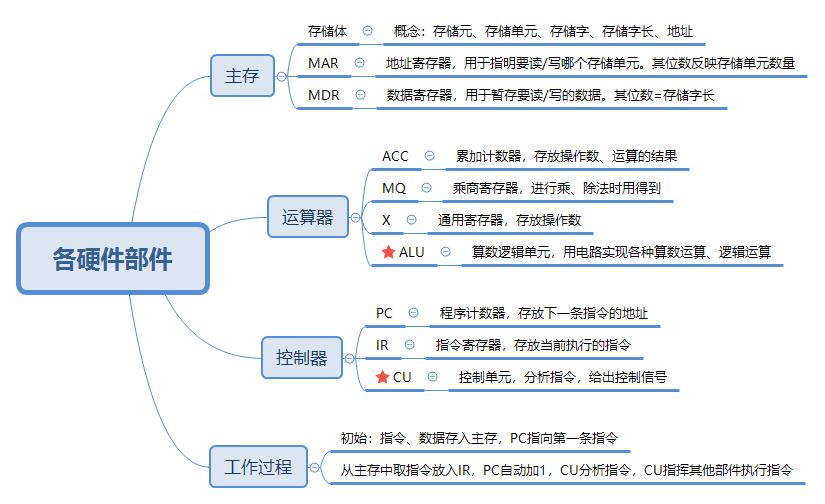 各硬件部件
主存
存储体
概念：存储元、存储单元、存储字、存储字长、地址
MAR
地址寄存器，用于指明要读/写哪个存储单元。其位数反映存储单元数量
MDR
数据寄存器，用于暂存要读/写的数据。其位数=存储字长
运算器
ACC
累加计数器，存放操作数、运算的结果
MQ
乘商寄存器，进行乘、除法时用得到
X
通用寄存器，存放操作数
ALU
算数逻辑单元，用电路实现各种算数运算、逻辑运算
控制器
PC
程序计数器，存放下一条指令的地址
IR
指令寄存器，存放当前执行的指令
CU
控制单元，分析指令，给出控制信号
工作过程
初始：指令、数据存入主存，PC指向第一条指令
从主存中取指令放入IR，PC自动加1，CU分析指令，CU指挥其他部件执行指令